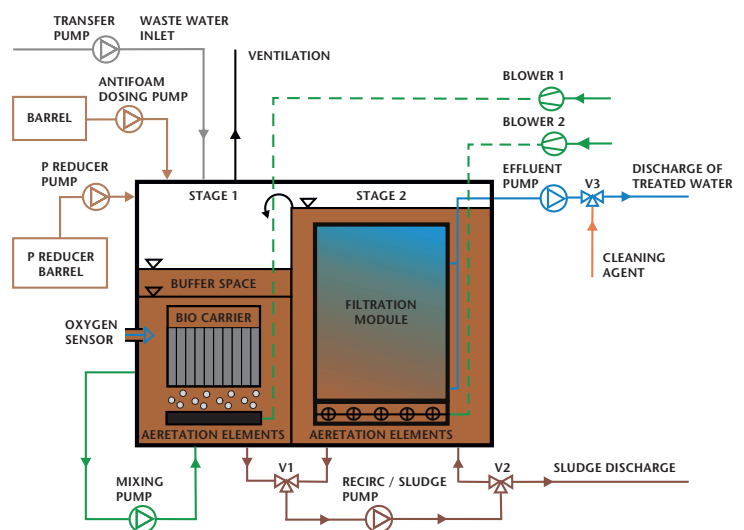 TRANSFER
PUMP
WASTE WATER
INLET
VENTILATION
ANTIFOAM
DOSING PUMP
BARREL
BLOWER 1
BLOWER 2
P REDUCER
PUMP
STAGE 1
STAGE 2
EFFLUENT
PUMP
V3
DISCHARGE OF
TREATED WATER
P REDUCER
BARREL
CLEANING
AGENT
BUFFER SPACE
OXYGEN
SENSOR
BIO CARRIER
FILTRATION
MODULE
AERETATION ELEMENTS
AERETATION ELEMENTS
MIXING
PUMP
V1
RECIRC / SLUDGE
PUMP
V2
SLUDGE DISCHARGE